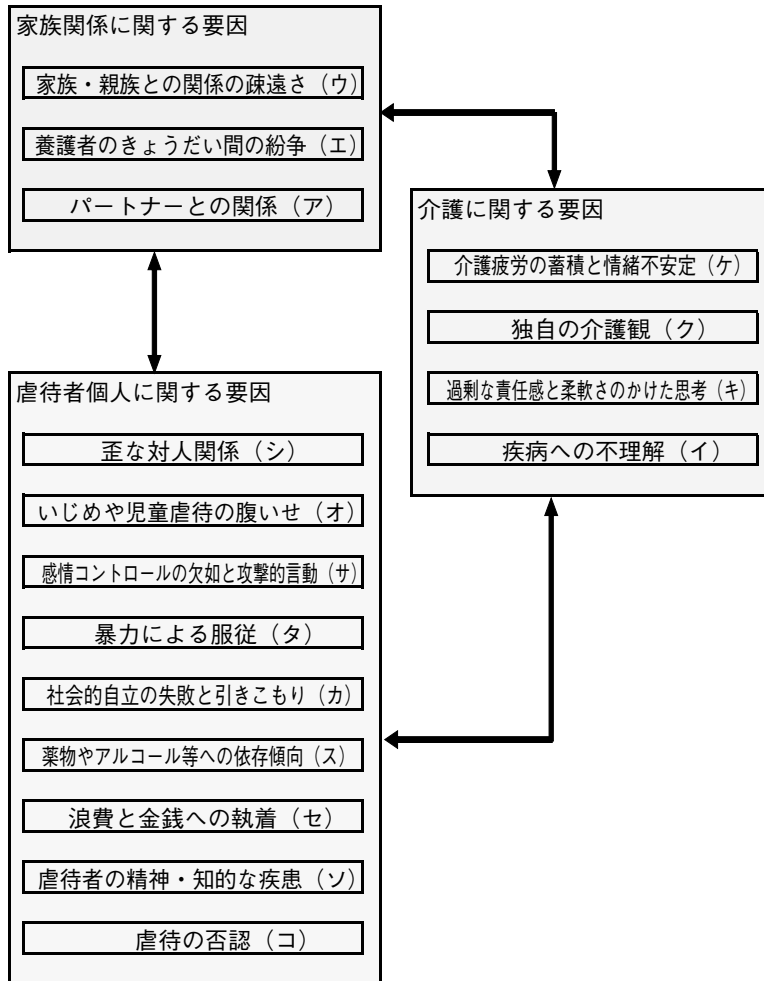 家族関係に関する要因
家族・親族との関係の疎遠さ（ウ）
養護者のきょうだい間の紛争（エ）
パートナーとの関係（ア）
介護に関する要因
介護疲労の蓄積と情緒不安定（ケ）
独自の介護観（ク）
過剰な責任感と柔軟さのかけた思考（キ）
疾病への不理解（イ）
虐待者個人に関する要因
歪な対人関係（シ）
いじめや児童虐待の腹いせ（オ）
感情コントロールの欠如と攻撃的言動（サ）
暴力による服従（タ）
社会的自立の失敗と引きこもり（カ）
薬物やアルコール等への依存傾向（ス）
浪費と金銭への執着（セ）
虐待者の精神・知的な疾患（ソ）
虐待の否認（コ）